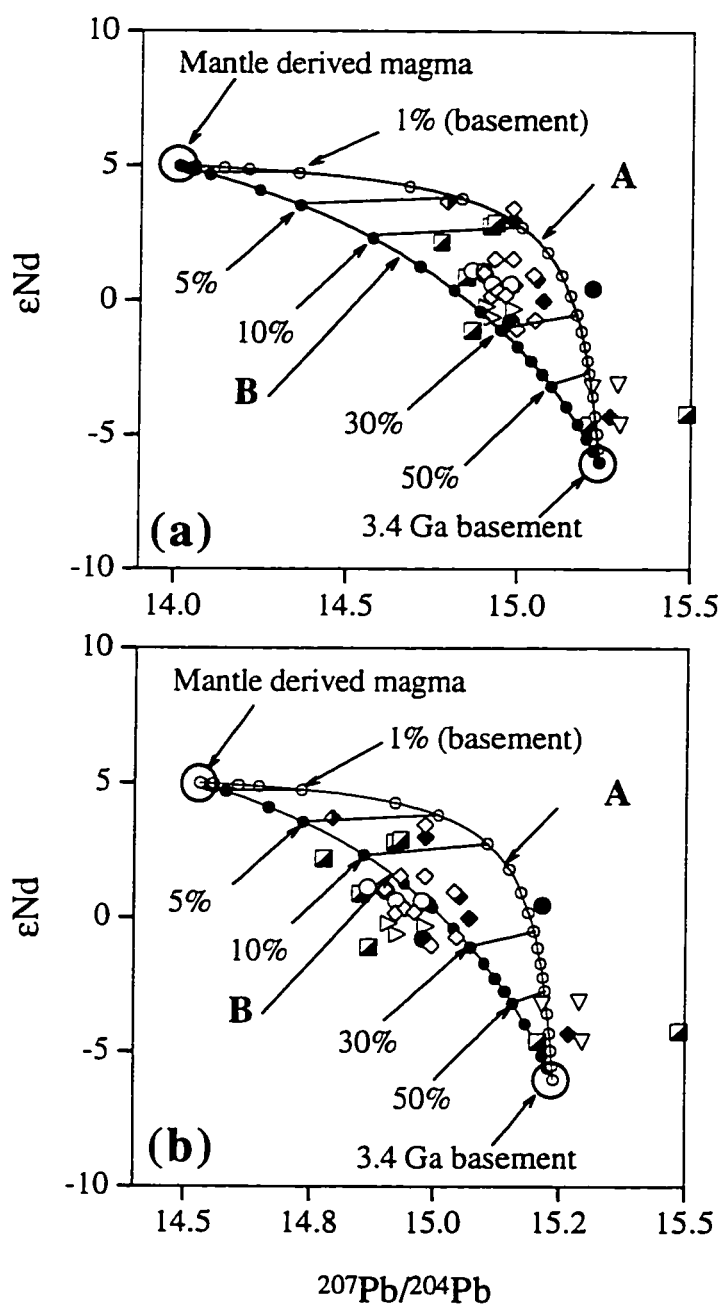 10
Mantle derived magma
1% (basement)
A
5
5%
εNd
0
10%
B
30%
-5
50%
3.4 Ga basement
(a)
-10
14.0 14.5 15.0 15.5
10
Mantle derived magma
1% (basement)
A
5
5%
εNd
0
10%
B
30%
-5
50%
3.4 Ga basement
(b)
-10
14.5 14.8 15.0 15.2 15.5
²⁰⁷Pb/²⁰⁴Pb